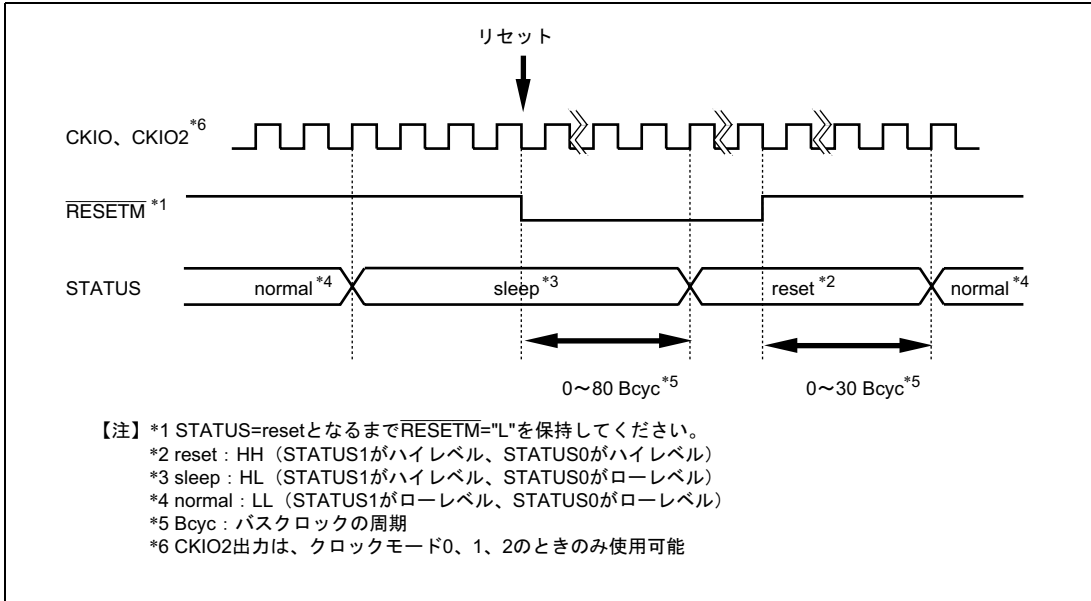 リセット
CKIO、CKIO2*6
RESETM *1
STATUS normal*4 sleep*3 reset*2 normal*4
0～80 Bcyc*5 0～30 Bcyc*5
【注】*1 STATUS=resetとなるまでRESETM="L"を保持してください。
*2 reset：HH（STATUS1がハイレベル、STATUS0がハイレベル）
*3 sleep：HL（STATUS1がハイレベル、STATUS0がローレベル）
*4 normal：LL（STATUS1がローレベル、STATUS0がローレベル）
*5 Bcyc：バスクロックの周期
*6 CKIO2出力は、クロックモード0、1、2のときのみ使用可能